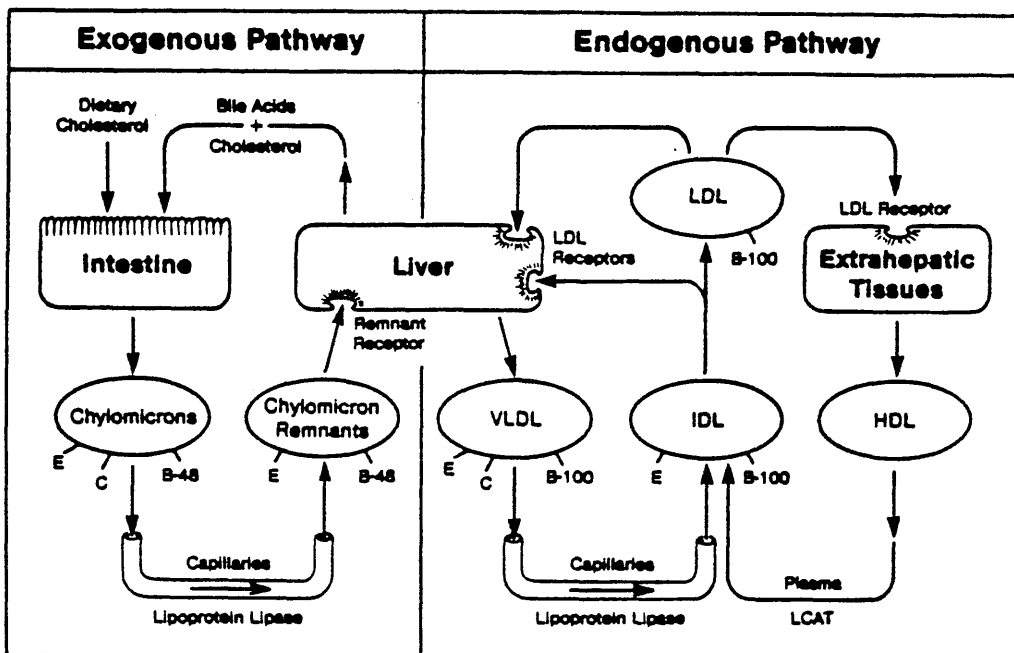 Exogenous Pathway
Endogenous Pathway
Dietary
Cholesterol
Bile Acids
+
Cholesterol
Intestine
Liver
Remnant
Receptor
LDL
Receptors
LDL
B-100
LDL Receptor
Extrahepatic
Tissues
Chylomicrons
E
C
B-48
Chylomicron
Remnants
E
B-48
VLDL
E
C
B-100
IDL
E
B-100
HDL
Capillaries
Lipoprotein Lipase
Capillaries
Lipoprotein Lipase
Plasma
LCAT